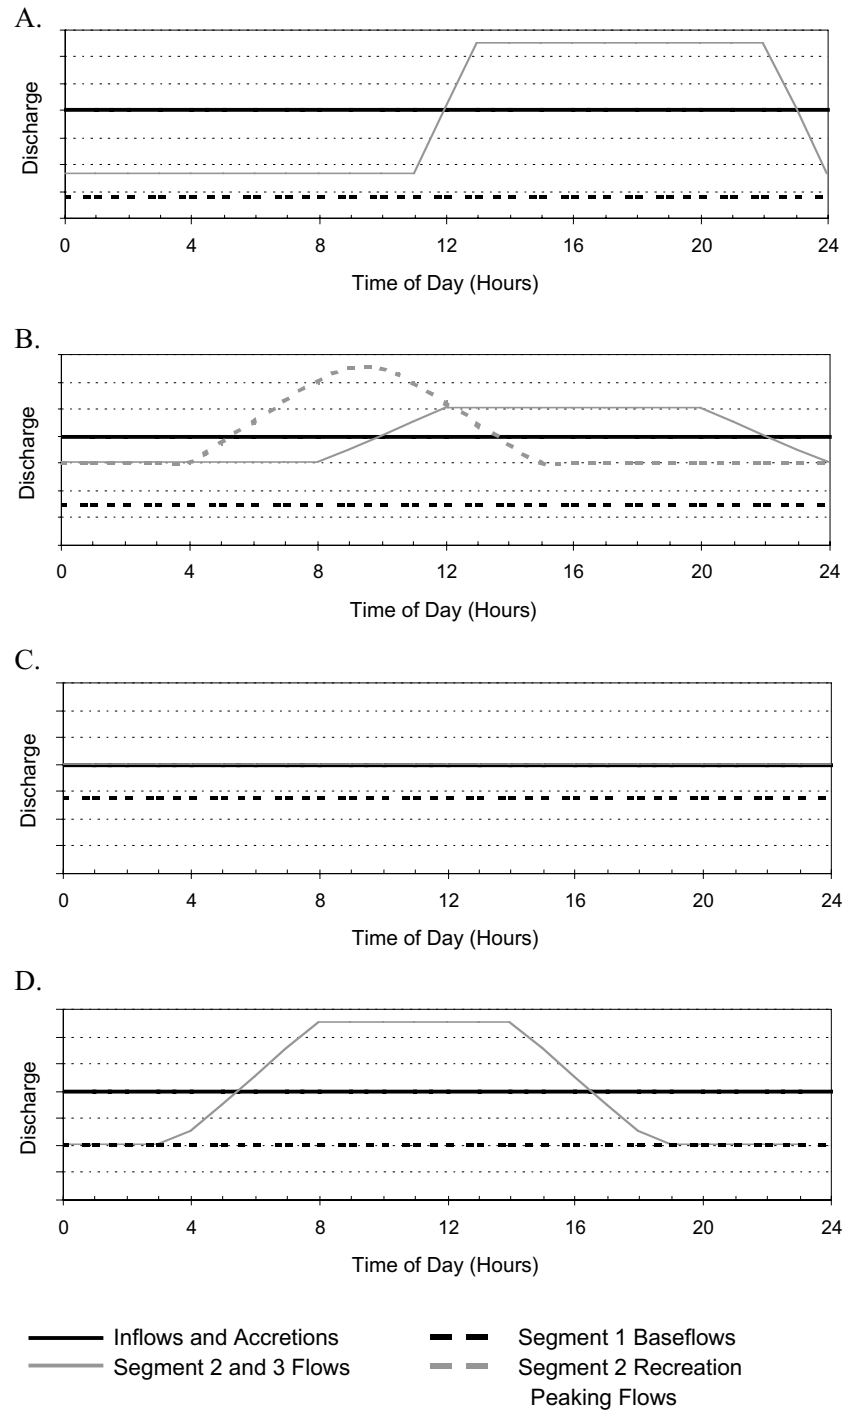 A.
Discharge
0 4 8 12 16 20 24
Time of Day (Hours)
B.
Discharge
0 4 8 12 16 20 24
Time of Day (Hours)
C.
Discharge
0 4 8 12 16 20 24
Time of Day (Hours)
D.
Discharge
0 4 8 12 16 20 24
Time of Day (Hours)
Inflows and Accretions
Segment 2 and 3 Flows
Segment 1 Baseflows
Segment 2 Recreation
Peaking Flows